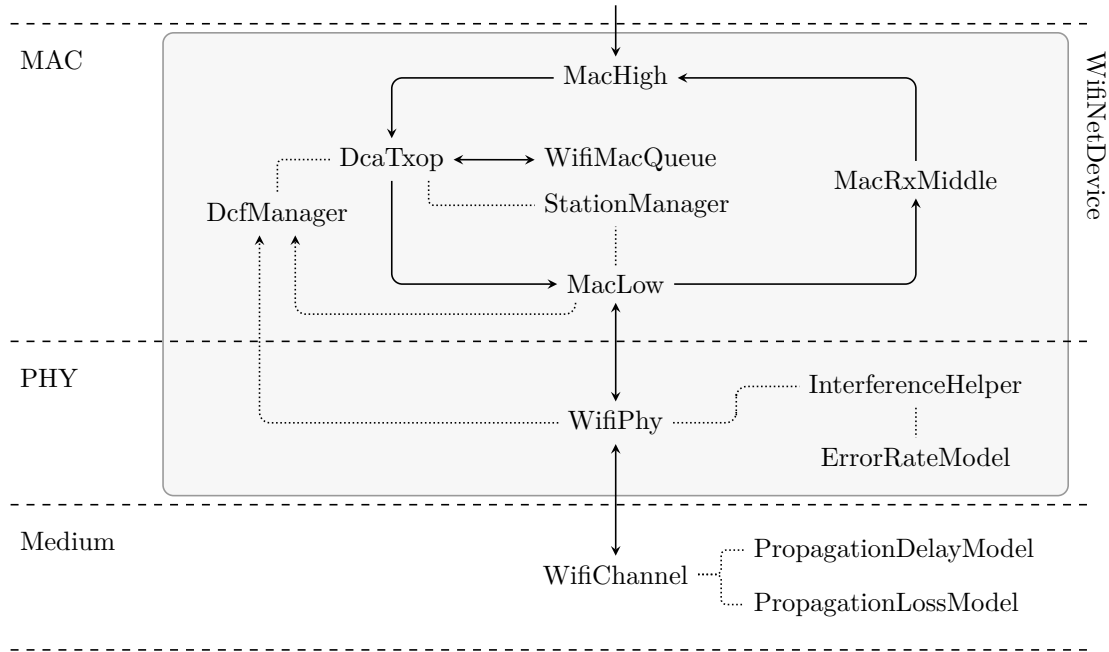 MAC
MacHigh
WifiNetDevice
DcaTxop
WifiMacQueue
MacRxMiddle
DcfManager
StationManager
MacLow
PHY
InterferenceHelper
WifiPhy
ErrorRateModel
Medium
PropagationDelayModel
WifiChannel
PropagationLossModel